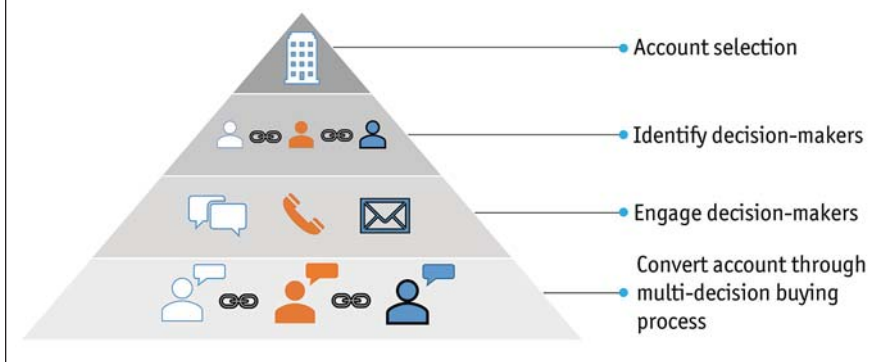 Account selection
Identify decision-makers
Engage decision-makers
Convert account through
multi-decision buying
process